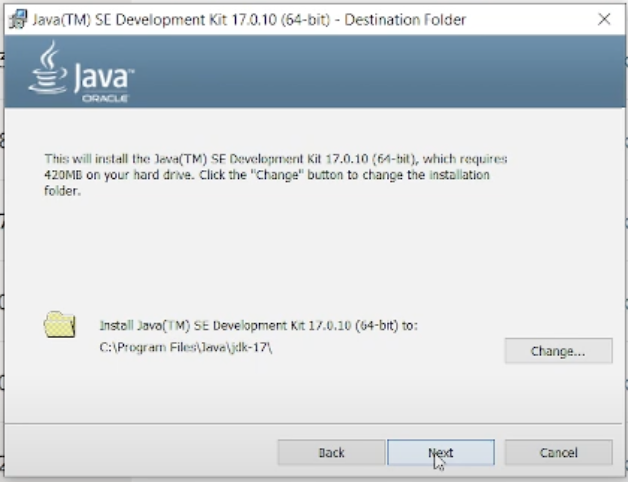 Java(TM) SE Development Kit 17.0.10 (64-bit) - Destination Folder
Java™
ORACLE
This will install the Java(TM) SE Development Kit 17.0.10 (64-bit), which requires
420MB on your hard drive. Click the "Change" button to change the installation
folder.
Install Java(TM) SE Development Kit 17.0.10 (64-bit) to:
C:\Program Files\Java\jdk-17\
Change...
Back
Next
Cancel